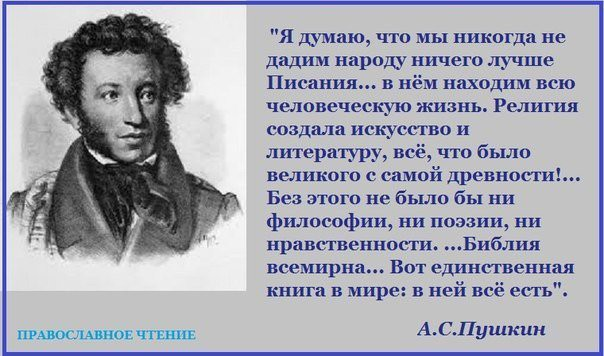 "Я думаю, что мы никогда не
дадим народу ничего лучше
Писания... в нём находим всю
человеческую жизнь. Религия
создала искусство и
литературу, всё, что было
великого с самой древности!...
Без этого не было бы ни
философии, ни поэзии, ни
нравственности. ...Библия
всемирна... Вот единственная
книга в мире: в ней всё есть".
А.С.Пушкин
ПРАВОСЛАВНОЕ ЧТЕНИЕ